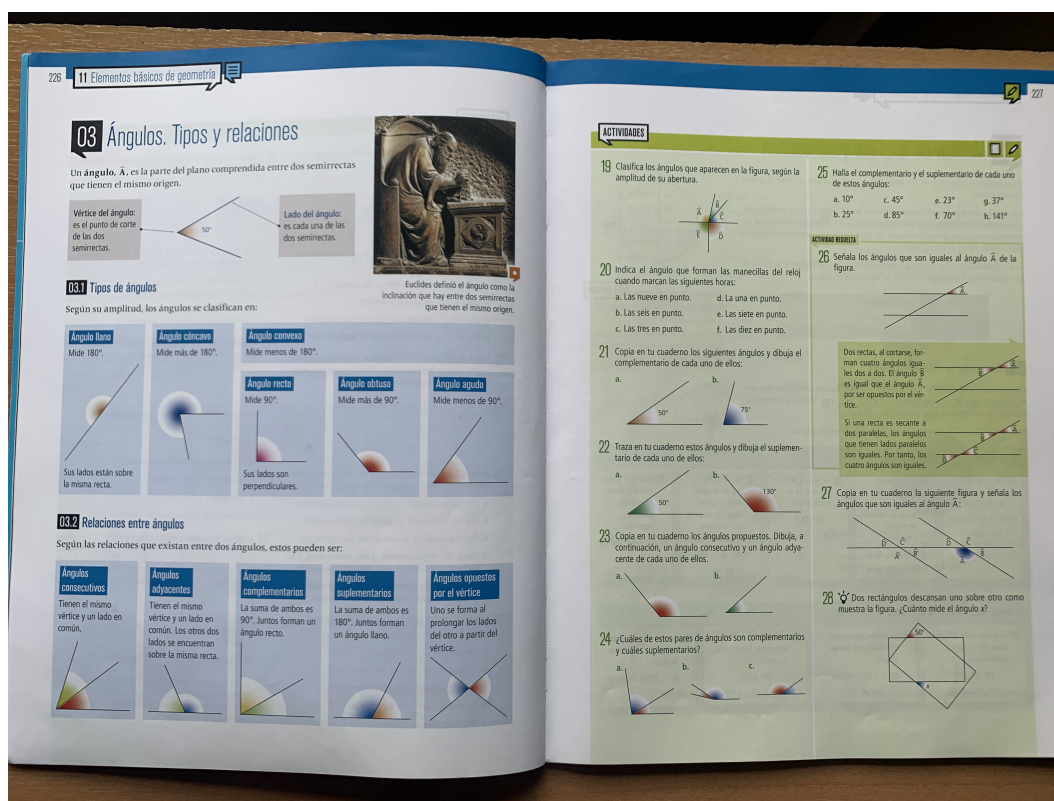 226
11 Elementos básicos de geometría
03 Ángulos. Tipos y relaciones
Un ángulo, Â, es la parte del plano comprendida entre dos semirrectas
que tienen el mismo origen.
Vértice del ángulo:
es el punto de corte
de las dos
semirrectas.
50°
Lado del ángulo:
es cada una de las
dos semirrectas.
Euclides definió el ángulo como la
inclinación que hay entre dos semirrectas
que tienen el mismo origen.
03.1 Tipos de ángulos
Según su amplitud, los ángulos se clasifican en:
Ángulo llano
Mide 180°.
Sus lados están sobre
la misma recta.
Ángulo cóncavo
Mide más de 180°.
Ángulo convexo
Mide menos de 180°.
Ángulo recto
Mide 90°.
Sus lados son
perpendiculares.
Ángulo obtuso
Mide más de 90°.
Ángulo agudo
Mide menos de 90°.
03.2 Relaciones entre ángulos
Según las relaciones que existan entre dos ángulos, estos pueden ser:
Ángulos
consecutivos
Tienen el mismo
vértice y un lado en
común.
Ángulos
adyacentes
Tienen el mismo
vértice y un lado en
común. Los otros dos
lados se encuentran
sobre la misma recta.
Ángulos
complementarios
La suma de ambos es
90°. Juntos forman un
ángulo recto.
Ángulos
suplementarios
La suma de ambos es
180°. Juntos forman
un ángulo llano.
Ángulos opuestos
por el vértice
Uno se forma al
prolongar los lados
del otro a partir del
vértice.
227
ACTIVIDADES
19 Clasifica los ángulos que aparecen en la figura, según la
amplitud de su abertura.
Â B̂ Ĉ
Ê D̂
20 Indica el ángulo que forman las manecillas del reloj
cuando marcan las siguientes horas:
a. Las nueve en punto. d. La una en punto.
b. Las seis en punto. e. Las siete en punto.
c. Las tres en punto. f. Las diez en punto.
21 Copia en tu cuaderno los siguientes ángulos y dibuja el
complementario de cada uno de ellos:
a. b.
50° 75°
22 Traza en tu cuaderno estos ángulos y dibuja el suplemen-
tario de cada uno de ellos:
a. b.
50° 130°
23 Copia en tu cuaderno los ángulos propuestos. Dibuja, a
continuación, un ángulo consecutivo y un ángulo adya-
cente de cada uno de ellos.
a. b.
24 ¿Cuáles de estos pares de ángulos son complementarios
y cuáles suplementarios?
a. b. c.
25 Halla el complementario y el suplementario de cada uno
de estos ángulos:
a. 10° c. 45° e. 23° g. 37°
b. 25° d. 85° f. 70° h. 141°
ACTIVIDAD RESUELTA
26 Señala los ángulos que son iguales al ángulo Â de la
figura.
Â
Dos rectas, al cortarse, for-
man cuatro ángulos igua-
les dos a dos. El ángulo B̂
es igual que el ángulo Â,
por ser opuestos por el vér-
tice.
B̂ Â
Si una recta es secante a
dos paralelas, los ángulos
que tienen lados paralelos
son iguales. Por tanto, los
cuatro ángulos son iguales.
Â
B̂
Ĉ
D̂
27 Copia en tu cuaderno la siguiente figura y señala los
ángulos que son iguales al ángulo Â:
D̂' Ĉ' D̂ Ĉ
Â' B̂' Â B̂
28 Dos rectángulos descansan uno sobre otro como
muestra la figura. ¿Cuánto mide el ángulo x?
50°
x